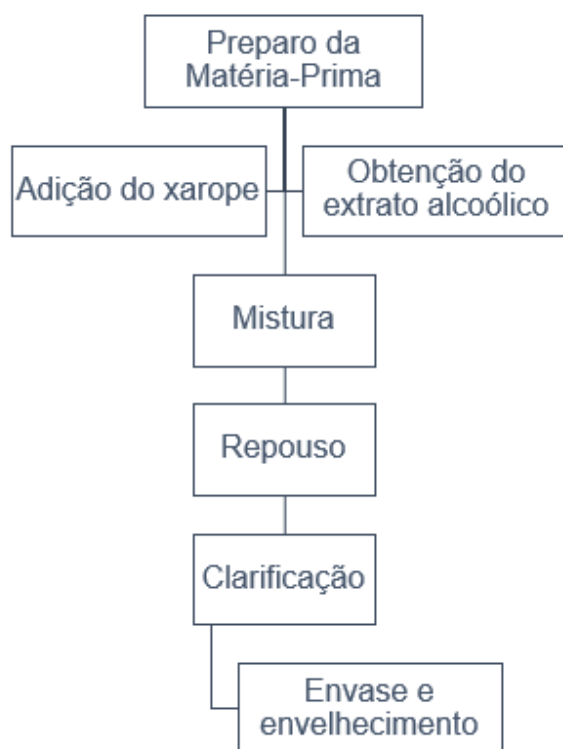 Preparo da
Matéria-Prima
Adição do xarope
Obtenção do
extrato alcoólico
Mistura
Repouso
Clarificação
Envase e
envelhecimento